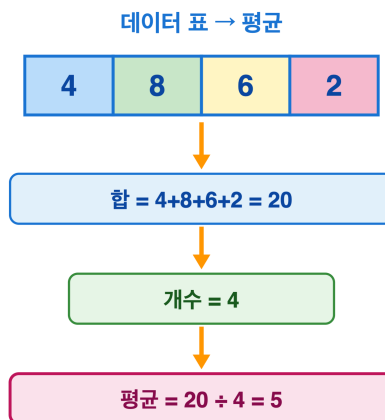 데이터 표 → 평균
4 8 6 2
합 = 4+8+6+2 = 20
개수 = 4
평균 = 20 ÷ 4 = 5